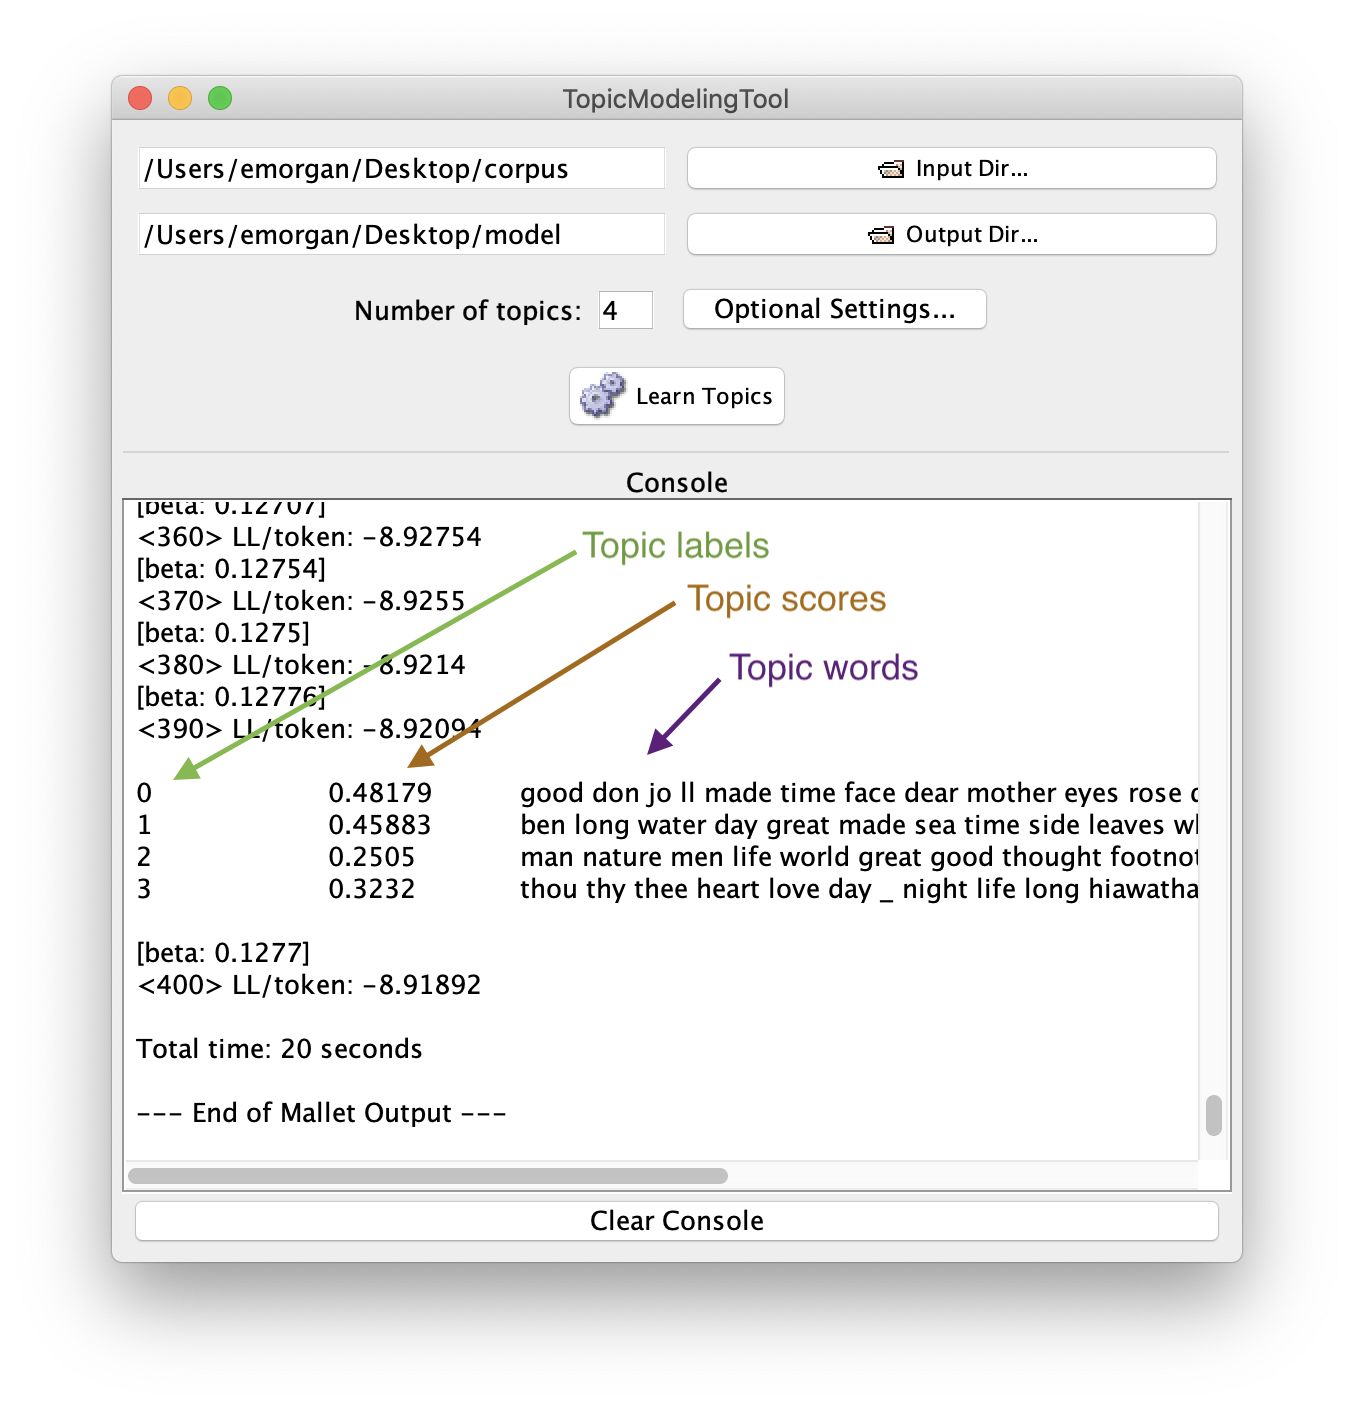 TopicModelingTool
/Users/emorgan/Desktop/corpus
Input Dir...
/Users/emorgan/Desktop/model
Output Dir...
Number of topics: 4
Optional Settings...
Learn Topics
Console
[beta: 0.12707]
<360> LL/token: -8.92754
Topic labels
[beta: 0.12754]
<370> LL/token: -8.9255
Topic scores
[beta: 0.1275]
<380> LL/token: -8.9214
Topic words
[beta: 0.12776]
<390> LL/token: -8.92094
0 0.48179 good don jo ll made time face dear mother eyes rose
1 0.45883 ben long water day great made sea time side leaves
2 0.2505 man nature men life world great good thought
3 0.3232 thou thy thee heart love day _ night life long hiawatha
[beta: 0.1277]
<400> LL/token: -8.91892
Total time: 20 seconds
--- End of Mallet Output ---
Clear Console